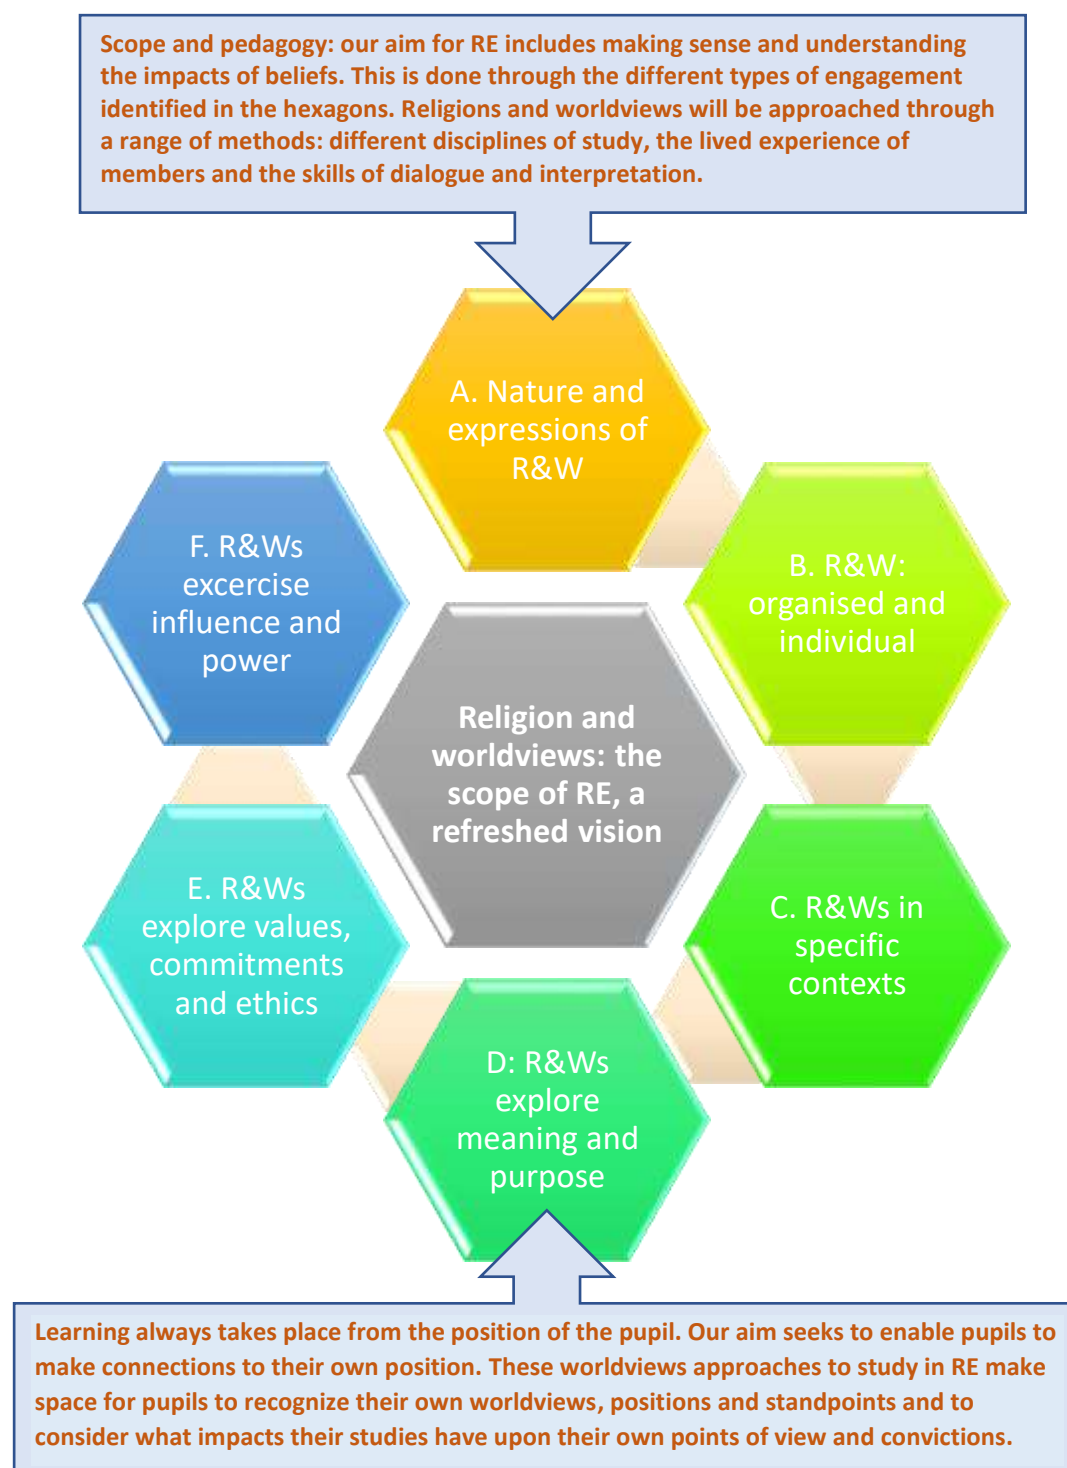 Scope and pedagogy: our aim for RE includes making sense and understanding
the impacts of beliefs. This is done through the different types of engagement
identified in the hexagons. Religions and worldviews will be approached through
a range of methods: different disciplines of study, the lived experience of
members and the skills of dialogue and interpretation.
A. Nature and
expressions of
R&W
B. R&W:
organised and
individual
C. R&Ws in
specific
contexts
D: R&Ws
explore
meaning and
purpose
E. R&Ws
explore values,
commitments
and ethics
F. R&Ws
excercise
influence and
power
Religion and
worldviews: the
scope of RE, a
refreshed vision
Learning always takes place from the position of the pupil. Our aim seeks to enable pupils to
make connections to their own position. These worldviews approaches to study in RE make
space for pupils to recognize their own worldviews, positions and standpoints and to
consider what impacts their studies have upon their own points of view and convictions.